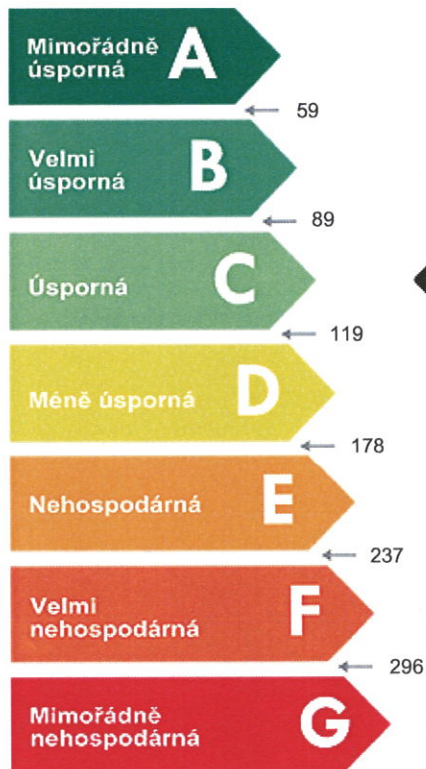 Mimořádně
úsporná
A
59
Velmi
úsporná
B
89
Úsporná
C
119
Méně úsporná
D
178
Nehospodárná
E
237
Velmi
nehospodárná
F
296
Mimořádně
nehospodárná
G